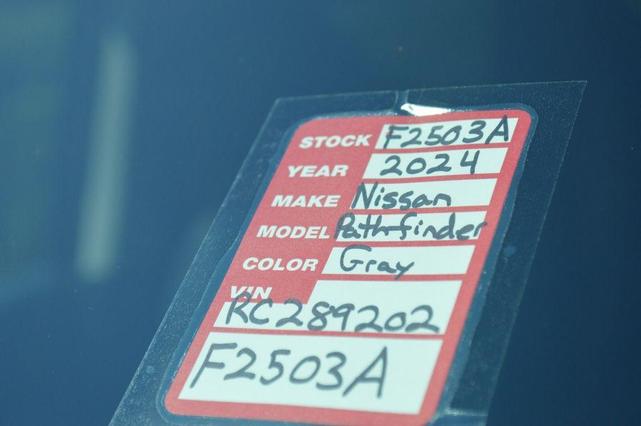 STOCK F2503A
YEAR 2024
MAKE Nissan
MODEL Pathfinder
COLOR Gray
VIN
RC289202
F2503A